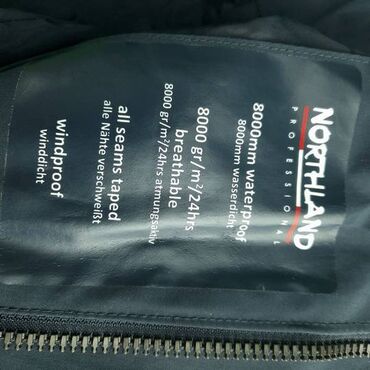 NORTHLAND
PROFESSIONAL
8000mm waterproof
8000mm wasserdicht
8000 gr/m²/24hrs
breathable
8000 gr/m²/24hrs atmungsaktiv
all seams taped
alle Nähte verschweißt
windproof
winddicht